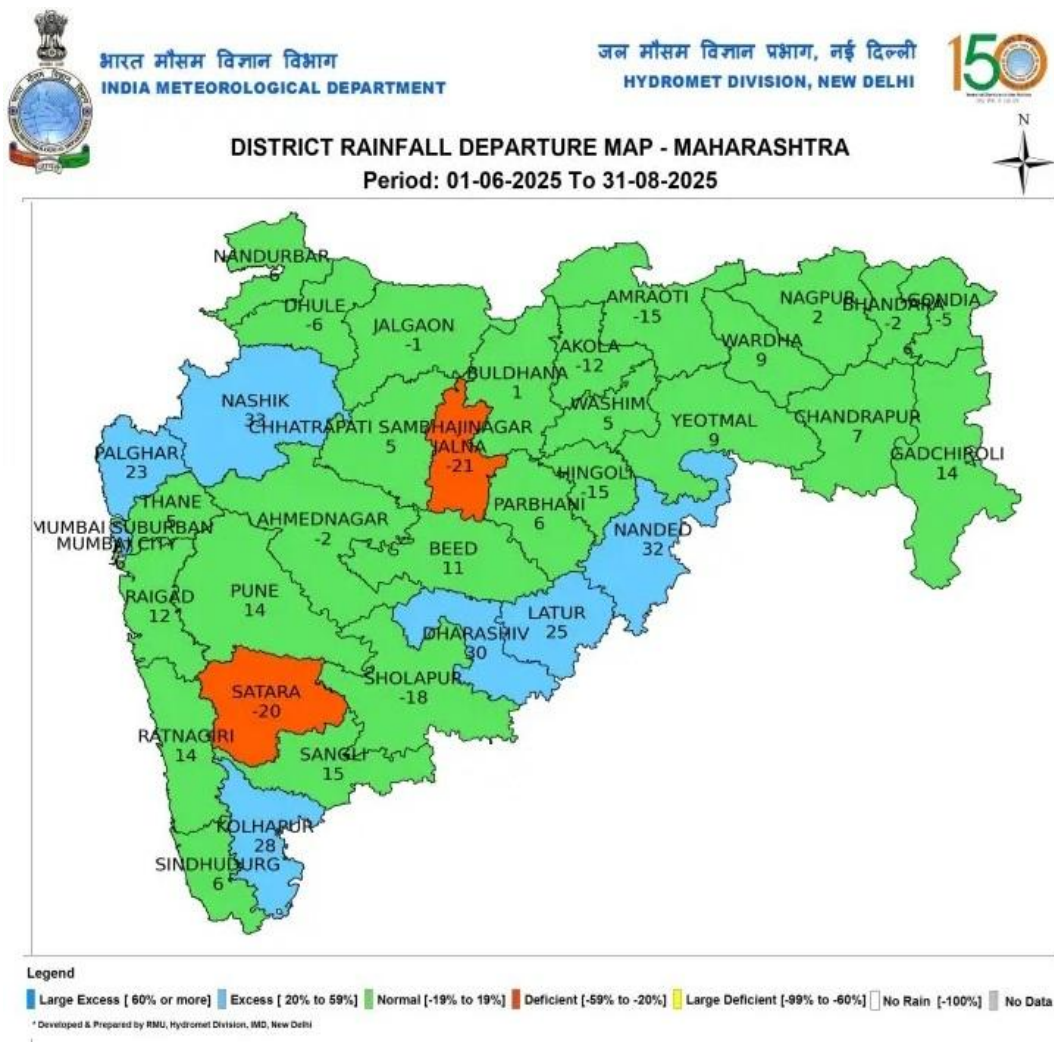 भारत मौसम विज्ञान विभाग
INDIA METEOROLOGICAL DEPARTMENT
जल मौसम विज्ञान प्रभाग, नई दिल्ली
HYDROMET DIVISION, NEW DELHI
150
N
DISTRICT RAINFALL DEPARTURE MAP - MAHARASHTRA
Period: 01-06-2025 To 31-08-2025
NANDURBAR
6
DHULE
-6
JALGAON
-1
AMRAOTI
-15
NAGPUR
2
BHANDARA
-2
GONDIA
-5
6
WARDHA
9
AKOLA
-12
BULDHANA
1
WASHIM
5
YEOTMAL
9
CHANDRAPUR
7
GADCHIROLI
14
NASHIK
33
CHHATRAPATI SAMBHAJINAGAR
5
JALNA
-21
PALGHAR
23
HINGOLI
-15
PARBHANI
6
THANE
MUMBAI SUBURBAN
MUMBAI CITY
AHMEDNAGAR
-2
BEED
11
NANDED
32
RAIGAD
12
PUNE
14
LATUR
25
DHARASHIV
30
SATARA
-20
SHOLAPUR
-18
RATNAGIRI
14
SANGLI
15
KOLHAPUR
28
SINDHUDURG
6
Legend
Large Excess [ 60% or more] Excess [ 20% to 59%] Normal [-19% to 19%] Deficient [-59% to -20%] Large Deficient [-99% to -60%] No Rain [-100%] No Data
* Developed & Prepared by RMU, Hydromet Division, IMD, New Delhi